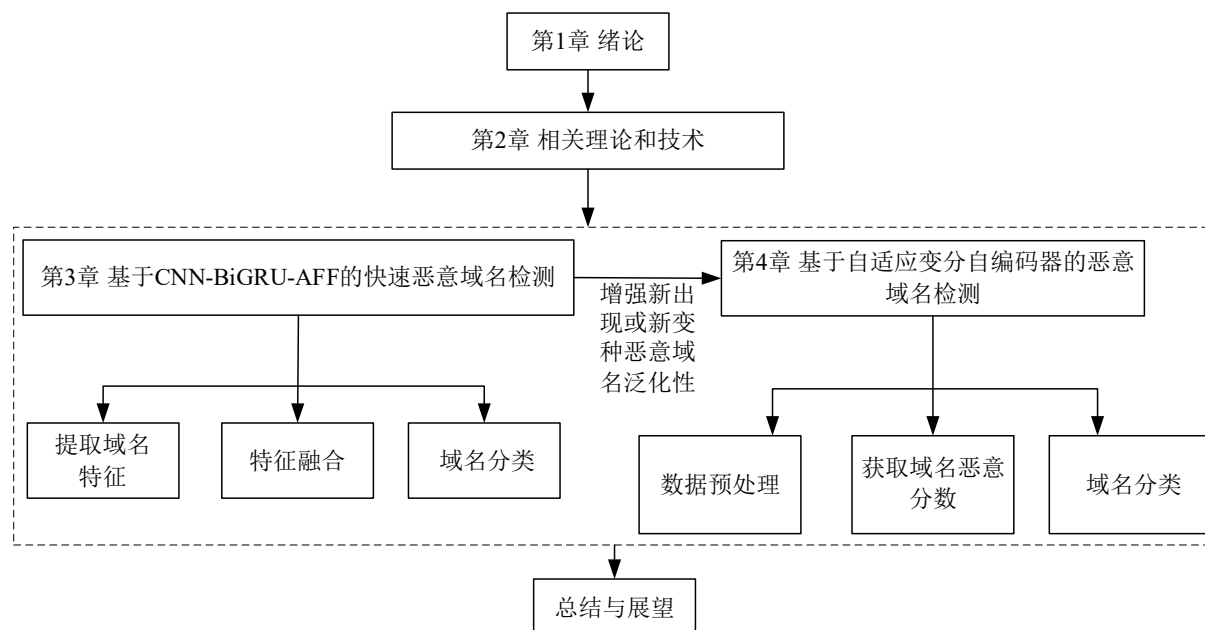 第1章 绪论
第2章 相关理论和技术
第3章 基于CNN-BiGRU-AFF的快速恶意域名检测
增强新出
现或新变
种恶意域
名泛化性
第4章 基于自适应变分自编码器的恶意
域名检测
提取域名
特征
特征融合
域名分类
数据预处理
获取域名恶意
分数
域名分类
总结与展望